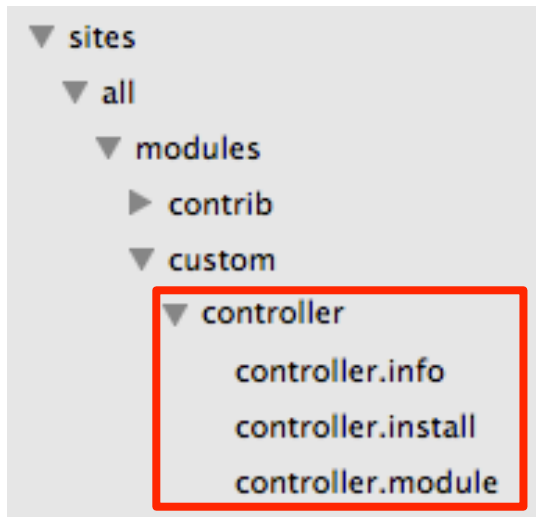 sites
all
modules
contrib
custom
controller
controller.info
controller.install
controller.module